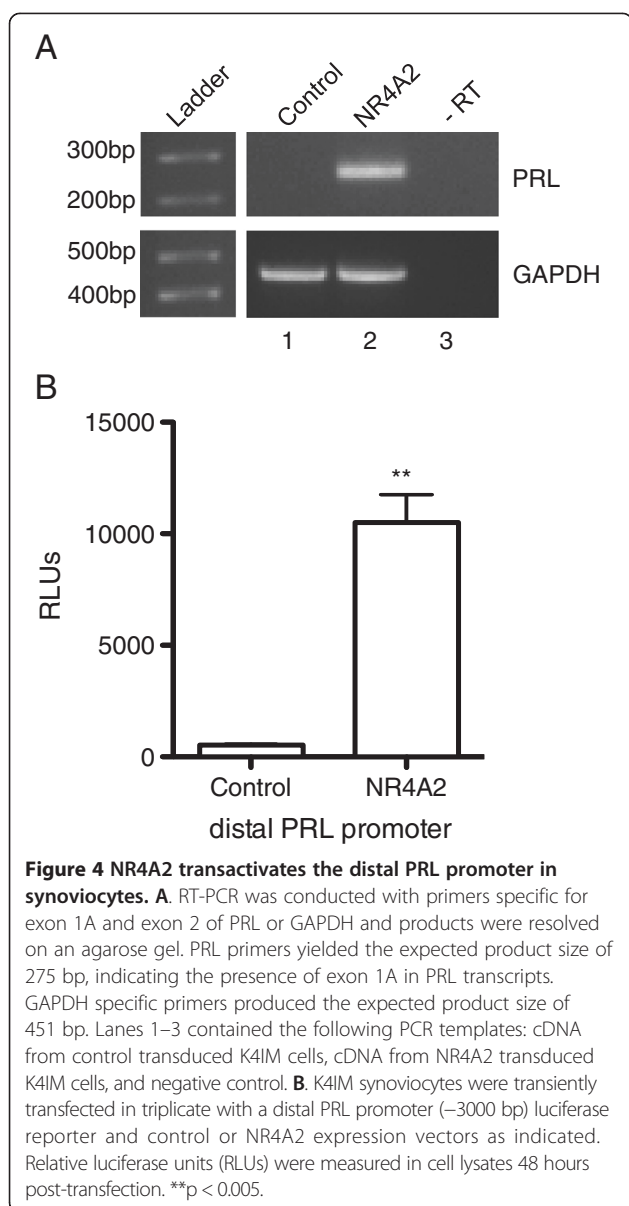 A
Ladder
Control
NR4A2
- RT
300bp
200bp
PRL
500bp
400bp
GAPDH
1 2 3
B
15000
10000
5000
0
RLUs
**
Control NR4A2
distal PRL promoter
Figure 4 NR4A2 transactivates the distal PRL promoter in
synoviocytes. A. RT-PCR was conducted with primers specific for
exon 1A and exon 2 of PRL or GAPDH and products were resolved
on an agarose gel. PRL primers yielded the expected product size of
275 bp, indicating the presence of exon 1A in PRL transcripts.
GAPDH specific primers produced the expected product size of
451 bp. Lanes 1–3 contained the following PCR templates: cDNA
from control transduced K4IM cells, cDNA from NR4A2 transduced
K4IM cells, and negative control. B. K4IM synoviocytes were transiently
transfected in triplicate with a distal PRL promoter (−3000 bp) luciferase
reporter and control or NR4A2 expression vectors as indicated.
Relative luciferase units (RLUs) were measured in cell lysates 48 hours
post-transfection. **p < 0.005.